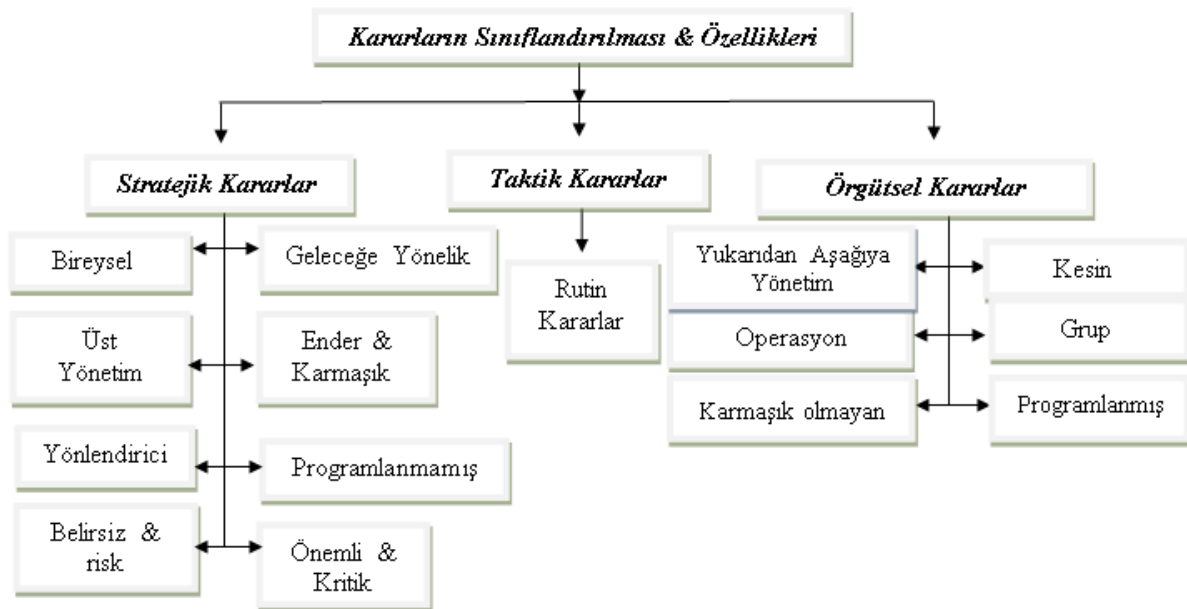 Kararların Sınıflandırılması & Özellikleri
Stratejik Kararlar
Taktik Kararlar
Örgütsel Kararlar
Bireysel
Geleceğe Yönelik
Üst
Yönetim
Ender &
Karmaşık
Yönlendirici
Programlanmamış
Belirsiz &
risk
Önemli &
Kritik
Rutin
Kararlar
Yukarıdan Aşağıya
Yönetim
Kesin
Operasyon
Grup
Karmaşık olmayan
Programlanmış